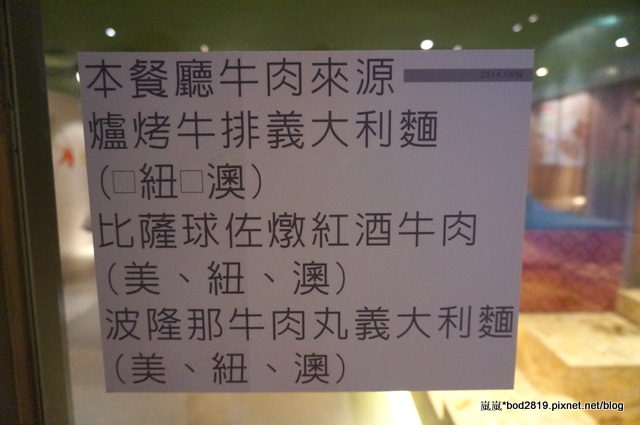 本餐廳牛肉來源
爐烤牛排義大利麵
(□紐□澳)
比薩球佐燉紅酒牛肉
(美、紐、澳)
波隆那牛肉丸義大利麵
(美、紐、澳)
嵐嵐*bod2819.pixnet.net/blog